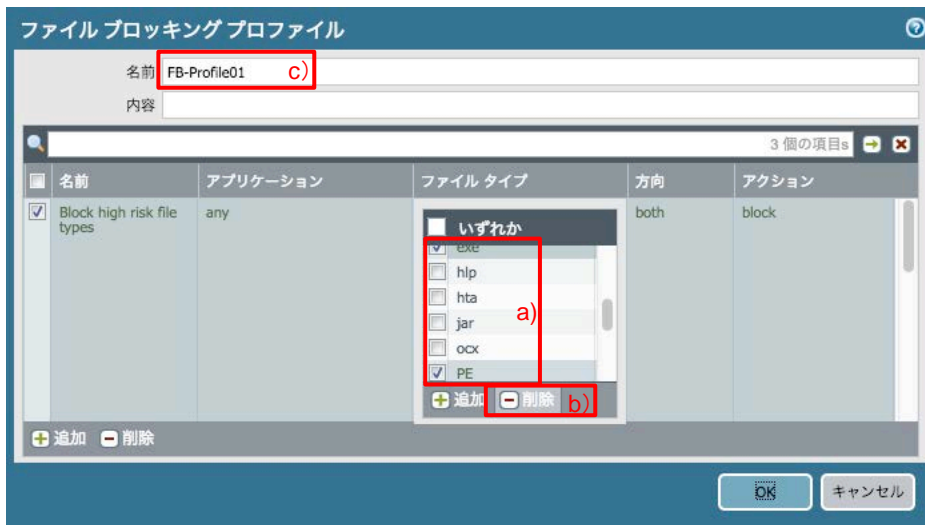 ファイル ブロッキング プロファイル
名前 FB-Profile01 c)
内容
3 個の項目s
名前 アプリケーション ファイル タイプ 方向 アクション
Block high risk file types any both block
いずれか
exe
hlp
hta
jar a)
ocx
PE
追加 削除 b)
追加 削除
OK キャンセル